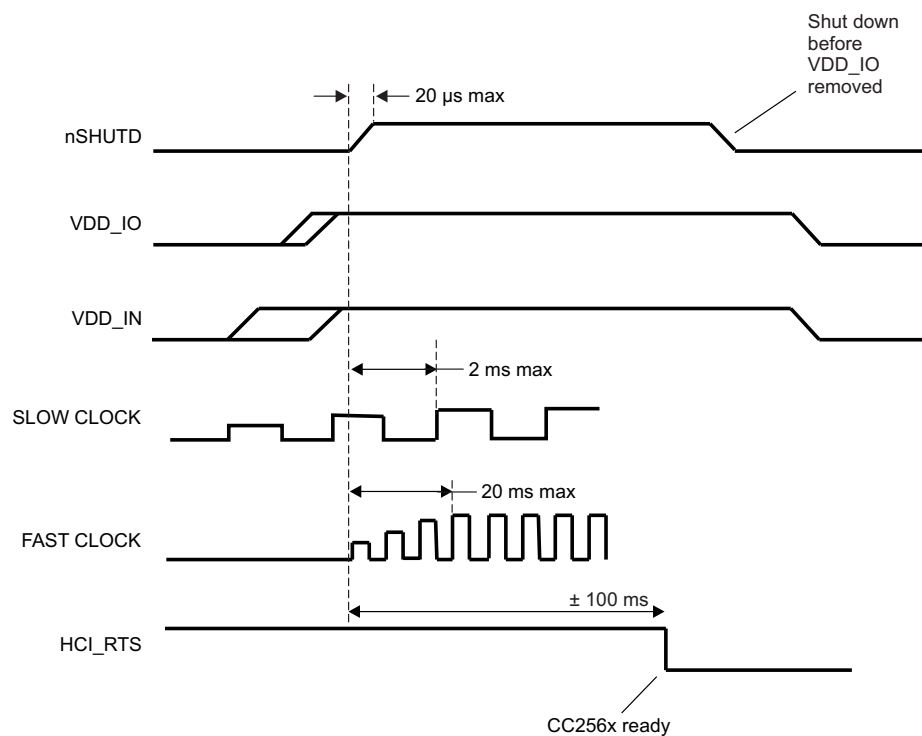 Shut down
before
VDD_IO
removed
20 µs max
nSHUTD
VDD_IO
VDD_IN
2 ms max
SLOW CLOCK
20 ms max
FAST CLOCK
± 100 ms
HCI_RTS
CC256x ready